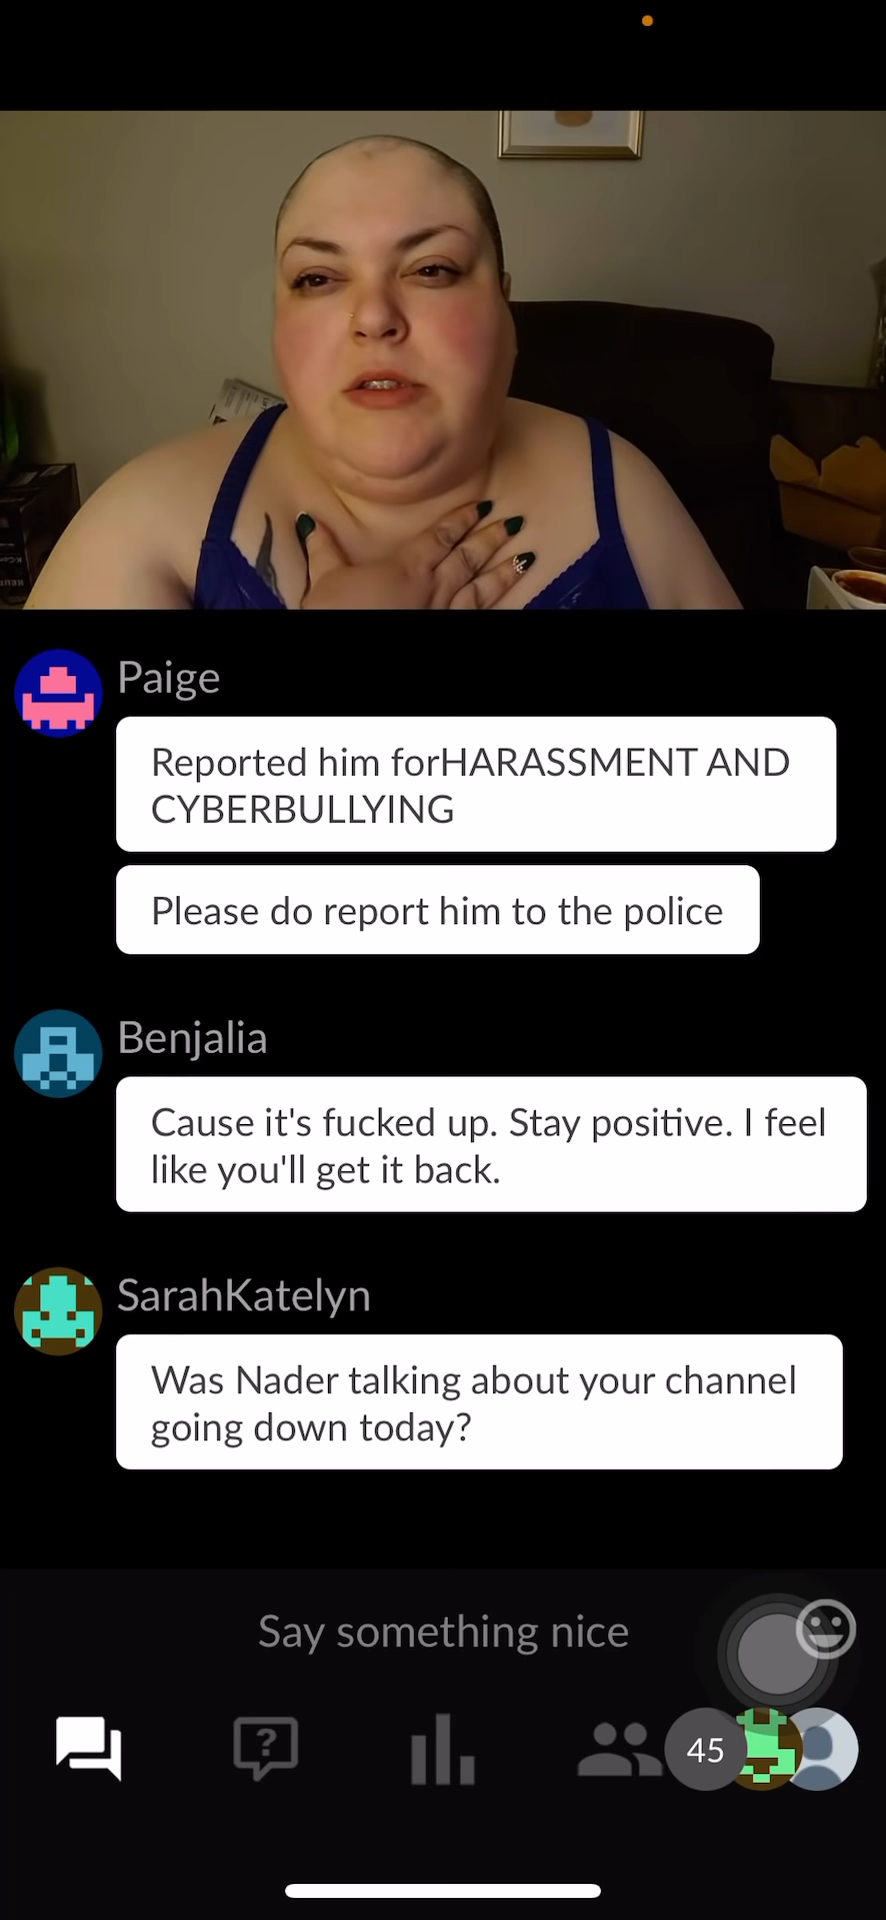 Paige
Reported him forHARASSMENT AND
CYBERBULLYING
Please do report him to the police
Benjalia
Cause it's fucked up. Stay positive. I feel
like you'll get it back.
SarahKatelyn
Was Nader talking about your channel
going down today?
Say something nice
?
45